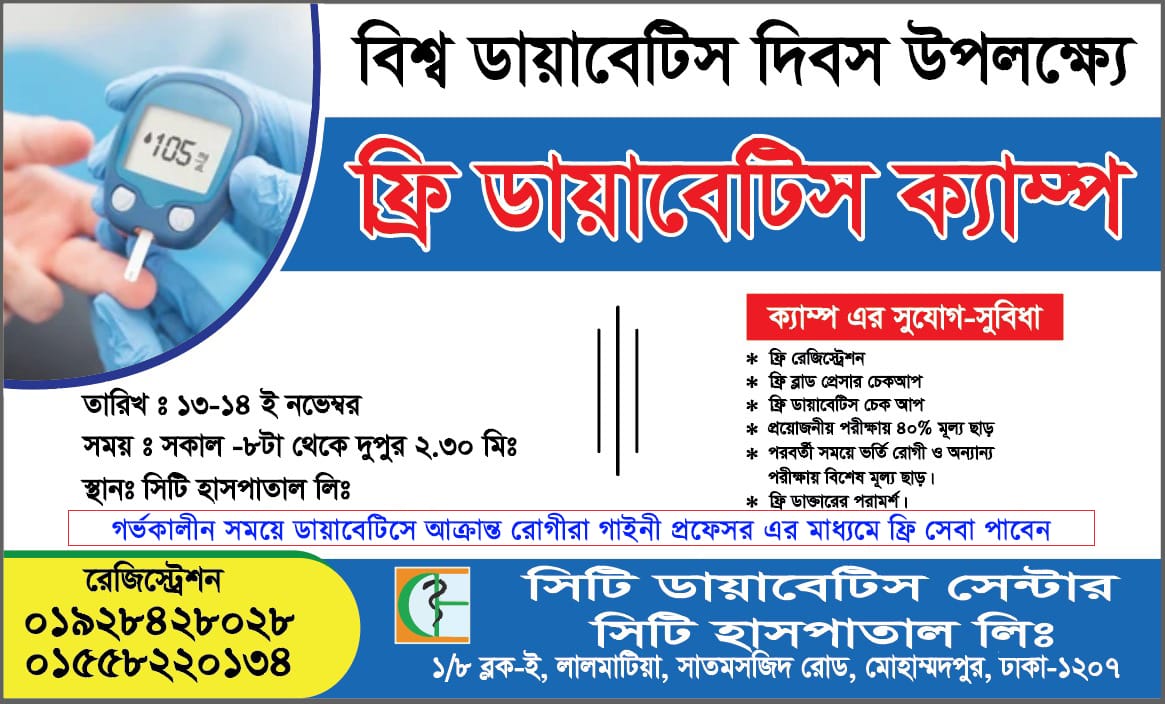 বিশ্ব ডায়াবেটিস দিবস উপলক্ষ্যে
ফ্রি ডায়াবেটিস ক্যাম্প
105
তারিখ ঃ ১৩-১৪ ই নভেম্বর
সময় ঃ সকাল -৮টা থেকে দুপুর ২.৩০ মিঃ
স্থানঃ সিটি হাসপাতাল লিঃ
ক্যাম্প এর সুযোগ-সুবিধা
* ফ্রি রেজিস্ট্রেশন
* ফ্রি ব্লাড প্রেসার চেকআপ
* ফ্রি ডায়াবেটিস চেক আপ
* প্রয়োজনীয় পরীক্ষায় ৪০% মূল্য ছাড়
* পরবর্তী সময়ে ভর্তি রোগী ও অন্যান্য
পরীক্ষায় বিশেষ মূল্য ছাড়।
* ফ্রি ডাক্তারের পরামর্শ।
গর্ভকালীন সময়ে ডায়াবেটিসে আক্রান্ত রোগীরা গাইনী প্রফেসর এর মাধ্যমে ফ্রি সেবা পাবেন
রেজিস্ট্রেশন
০১৯২৮৪২৮০২৮
০১৫৫৮২২০১৩৪
সিটি ডায়াবেটিস সেন্টার
সিটি হাসপাতাল লিঃ
১/৮ ব্লক-ই, লালমাটিয়া, সাতমসজিদ রোড, মোহাম্মদপুর, ঢাকা-১২০৭